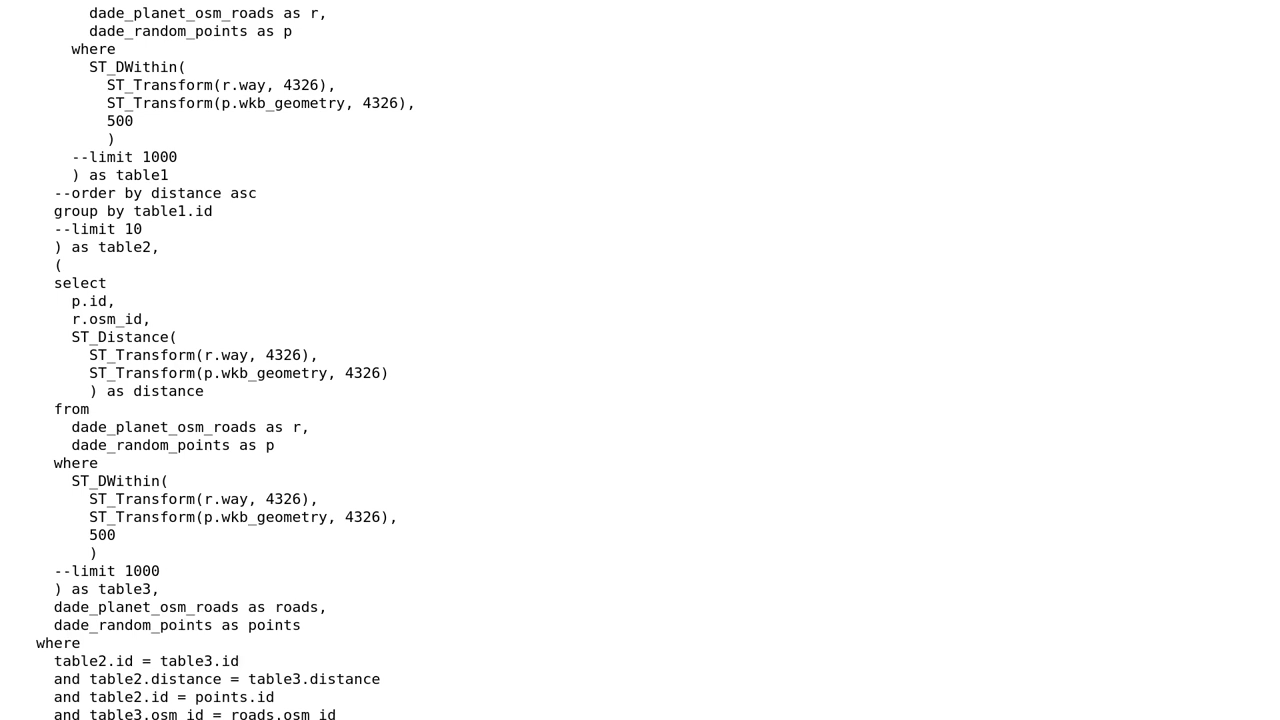 dade_planet_osm_roads as r,
dade_random_points as p
where
ST_DWithin(
ST_Transform(r.way, 4326),
ST_Transform(p.wkb_geometry, 4326),
500
)
--limit 1000
) as table1
--order by distance asc
group by table1.id
--limit 10
) as table2,
(
select
p.id,
r.osm_id,
ST_Distance(
ST_Transform(r.way, 4326),
ST_Transform(p.wkb_geometry, 4326)
) as distance
from
dade_planet_osm_roads as r,
dade_random_points as p
where
ST_DWithin(
ST_Transform(r.way, 4326),
ST_Transform(p.wkb_geometry, 4326),
500
)
--limit 1000
) as table3,
dade_planet_osm_roads as roads,
dade_random_points as points
where
table2.id = table3.id
and table2.distance = table3.distance
and table2.id = points.id
and table3.osm_id = roads.osm_id